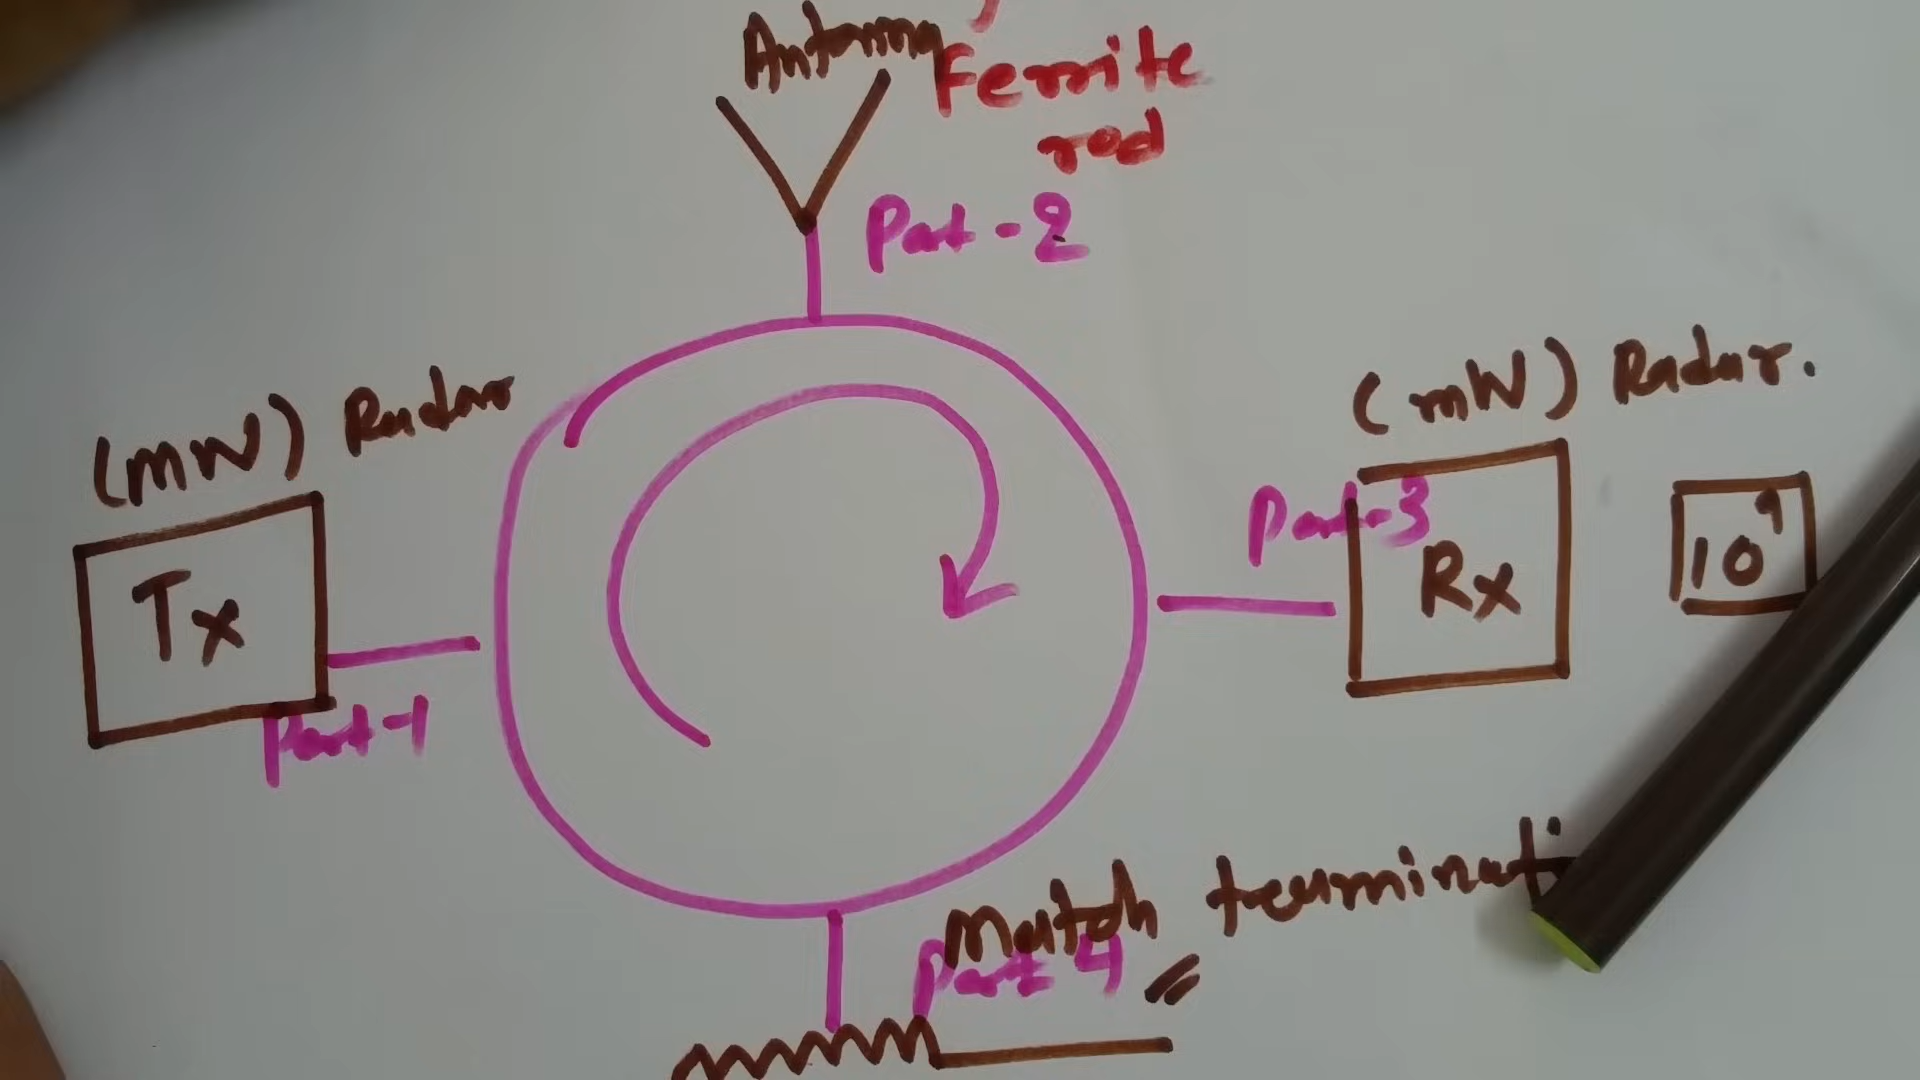 Antenna
Ferrite
rod
Port-2
(MW) Radar
(mW) Radar.
Port-3
Tx
Rx
10⁹
Port-1
Match terminati
Port 4